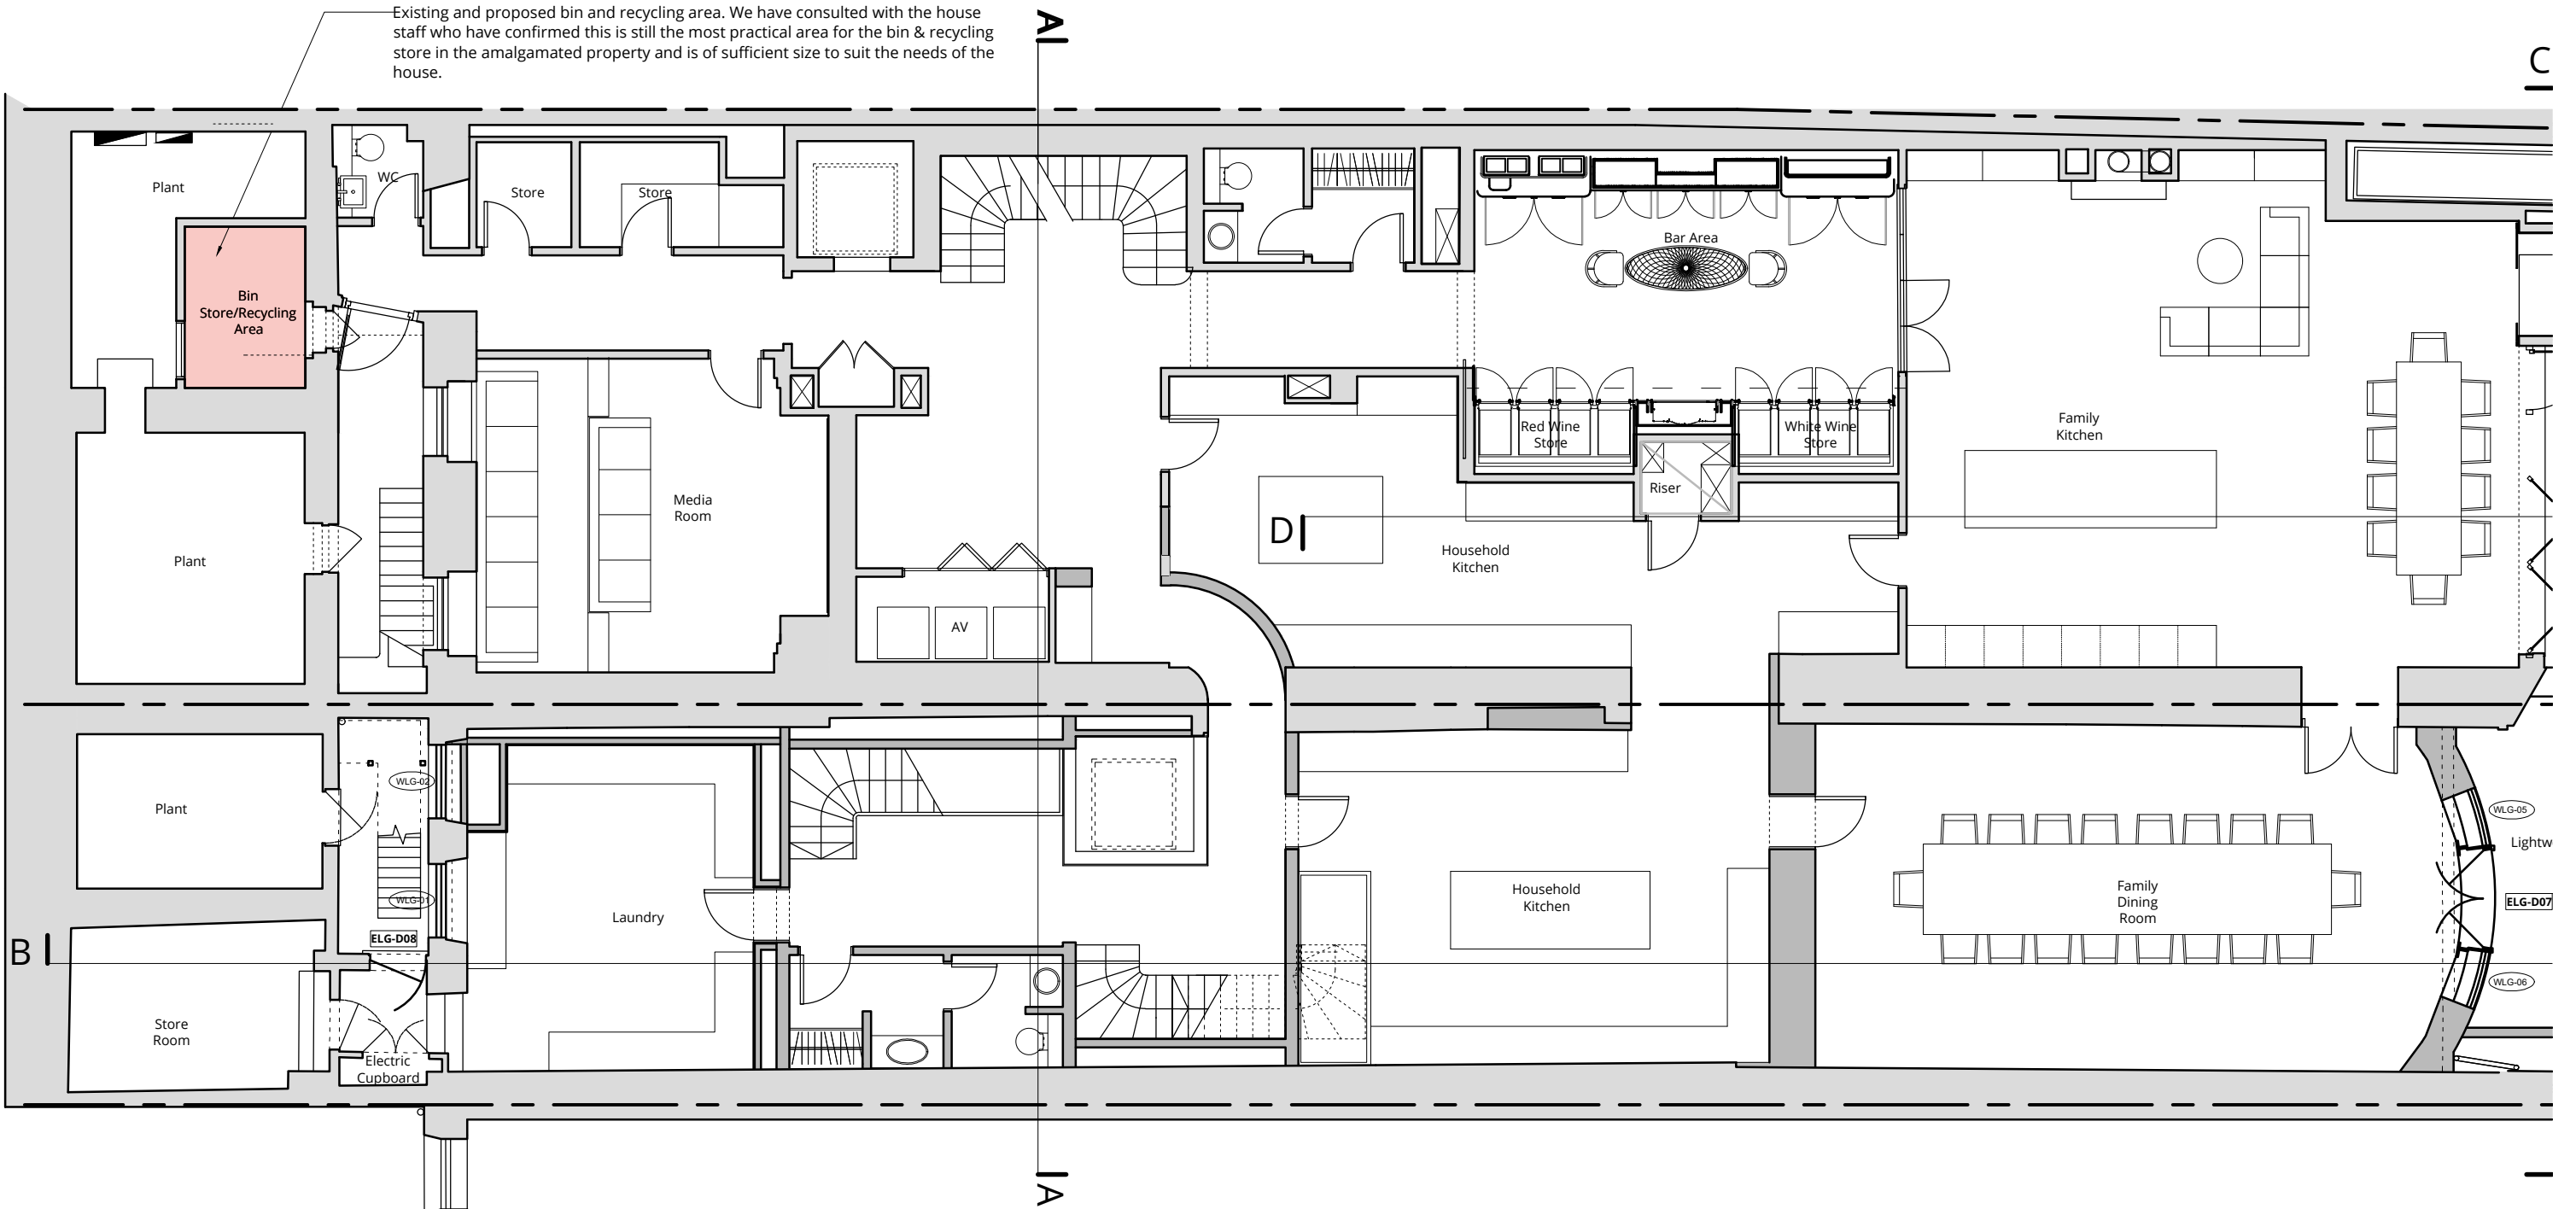 Existing and proposed bin and recycling area. We have consulted with the house
staff who have confirmed this is still the most practical area for the bin & recycling
store in the amalgamated property and is of sufficient size to suit the needs of the
house.
A
C
Plant
WC
Store
Store
Bar Area
Bin
Store/Recycling
Area
Family
Kitchen
Red Wine
Store
White Wine
Store
Media
Room
Riser
D
Household
Kitchen
Plant
AV
WLG-02
Plant
WLG-05
Lightw
WLG-01
Laundry
Household
Kitchen
Family
Dining
Room
ELG-D07
ELG-D08
B
WLG-06
Store
Room
Electric
Cupboard
A